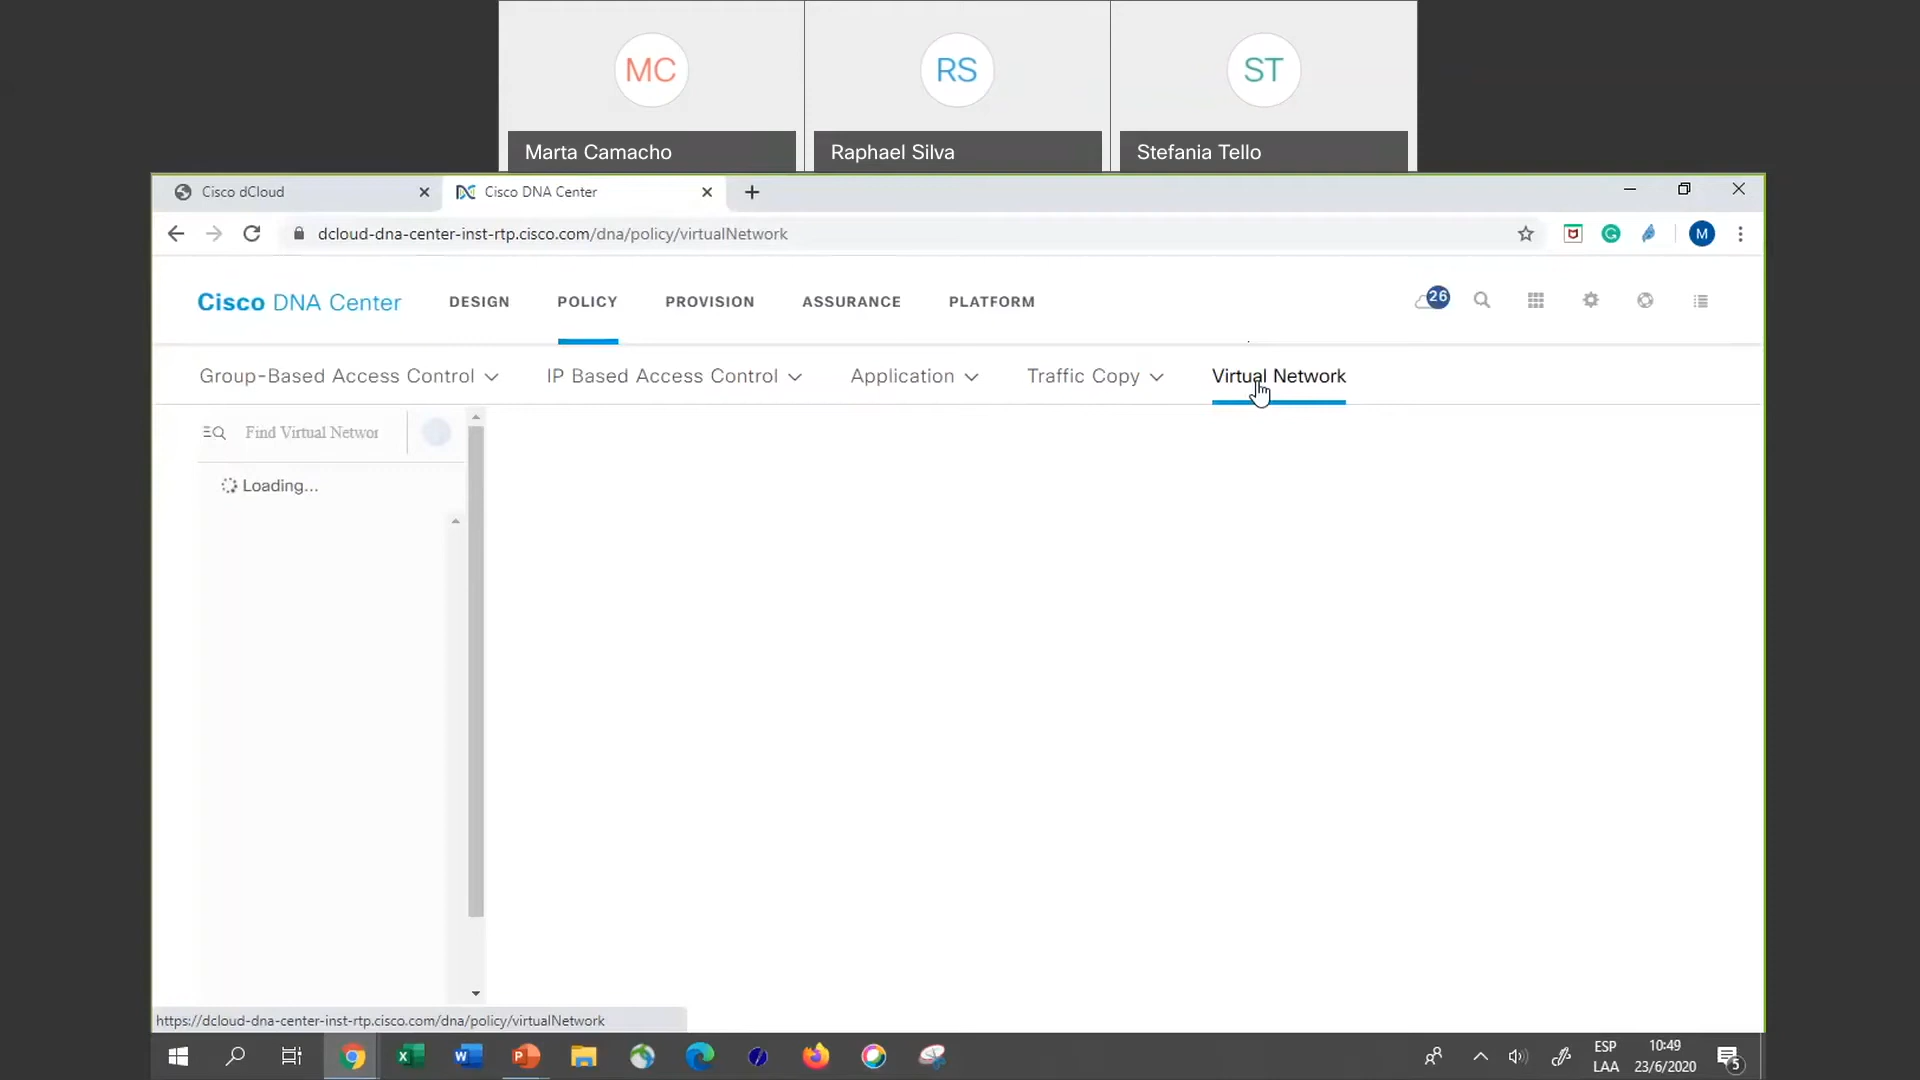 MC
RS
ST
Marta Camacho
Raphael Silva
Stefania Tello
Cisco dCloud
Cisco DNA Center
dcloud-dna-center-inst-rtp.cisco.com/dna/policy/virtualNetwork
M
Cisco DNA Center
DESIGN
POLICY
PROVISION
ASSURANCE
PLATFORM
26
Group-Based Access Control
IP Based Access Control
Application
Traffic Copy
Virtual Network
Find Virtual Networ
Loading...
https://dcloud-dna-center-inst-rtp.cisco.com/dna/policy/virtualNetwork
ESP
LAA
10:49
23/6/2020
5